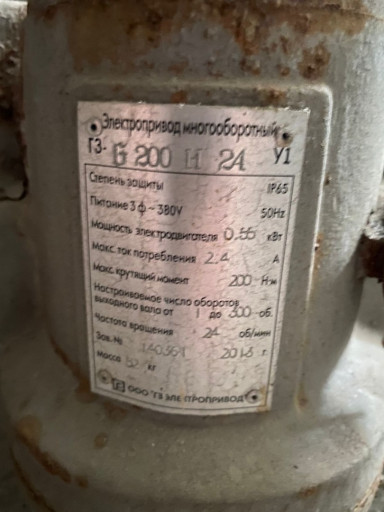 Электропривод многооборотный
ГЗ- 200 24 У1
Степень защиты IP65
Питание 3 ф ~ 380V 50Hz
Мощность электродвигателя 0.55 кВт
Макс. ток потребления 2.4 А
Макс. крутящий момент 200 Н·м
Настраиваемое число оборотов
выходного вала от 1 до 300 об.
Частота вращения 24 об/мин
Зав. № 201 г.
Масса кг
ООО "ГЗ ЭЛЕКТРОПРИВОД"